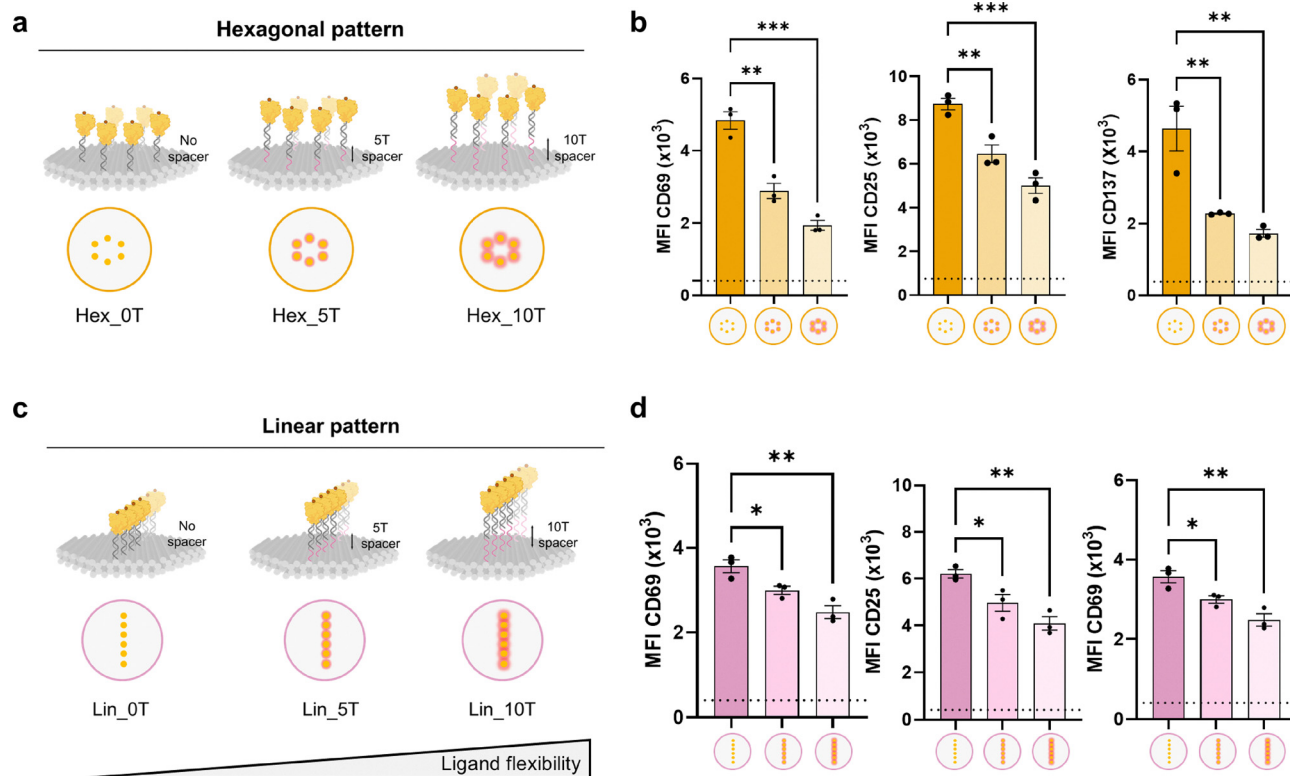 a
Hexagonal pattern
No
spacer
5T
spacer
10T
spacer
Hex_0T
Hex_5T
Hex_10T
b
MFI CD69 (x10³)
6
4
2
0
**
***
MFI CD25 (x10³)
10
8
6
4
2
0
**
***
MFI CD137 (X10³)
6
4
2
0
**
**
c
Linear pattern
No
spacer
5T
spacer
10T
spacer
Lin_0T
Lin_5T
Lin_10T
Ligand flexibility
d
MFI CD69 (x10³)
6
4
2
0
*
**
MFI CD25 (x10³)
10
8
6
4
2
0
*
**
MFI CD69 (x10³)
6
4
2
0
*
**